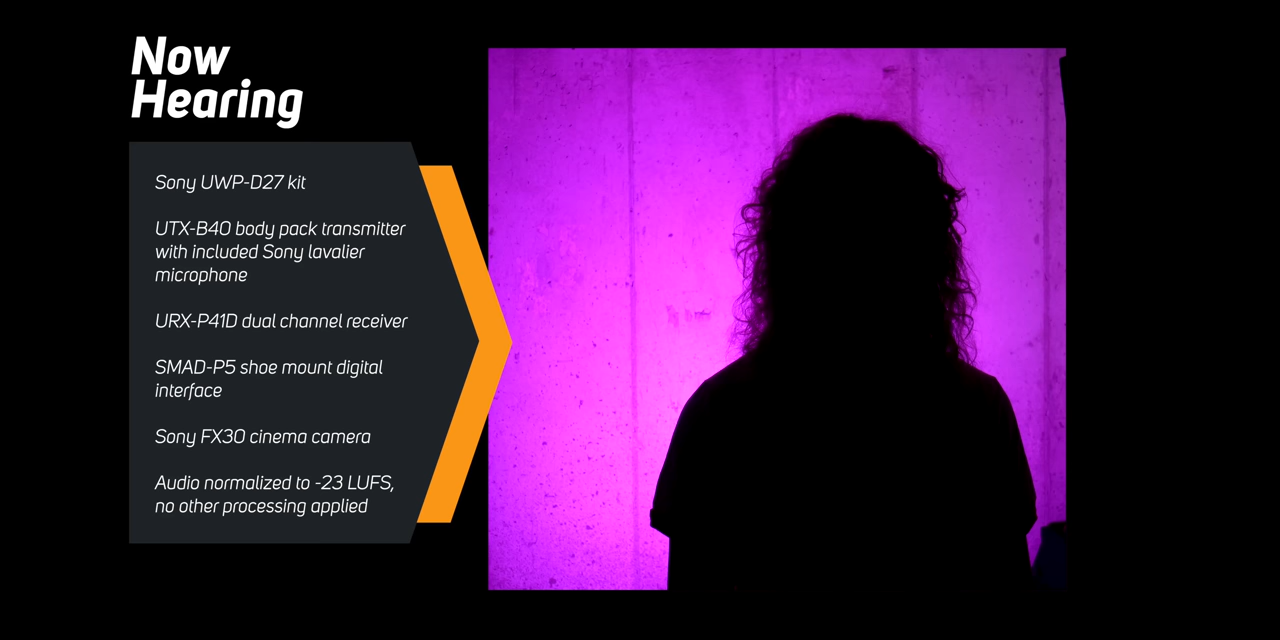 Now
Hearing
Sony UWP-D27 kit
UTX-B40 body pack transmitter
with included Sony lavalier
microphone
URX-P41D dual channel receiver
SMAD-P5 shoe mount digital
interface
Sony FX30 cinema camera
Audio normalized to -23 LUFS,
no other processing applied